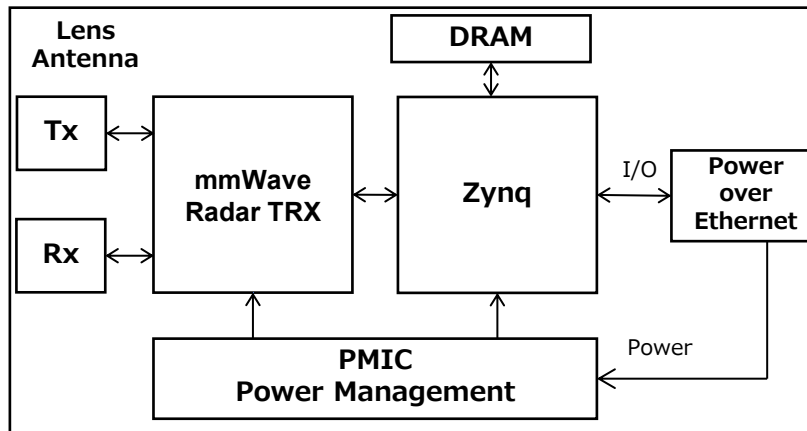 Lens
Antenna
DRAM
Tx
mmWave
Radar TRX
Zynq
I/O
Power
over
Ethernet
Rx
PMIC
Power Management
Power